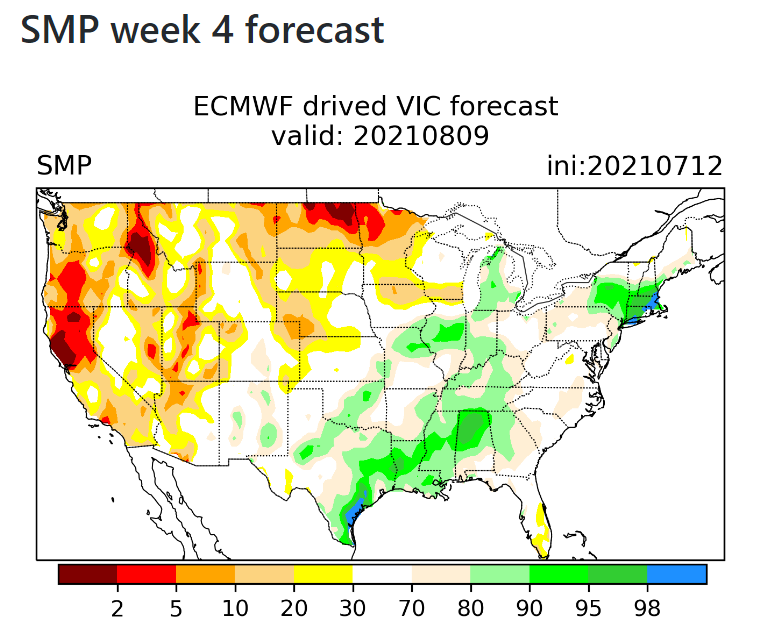 SMP week 4 forecast
ECMWF drived VIC forecast
valid: 20210809
SMP ini:20210712
2 5 10 20 30 70 80 90 95 98